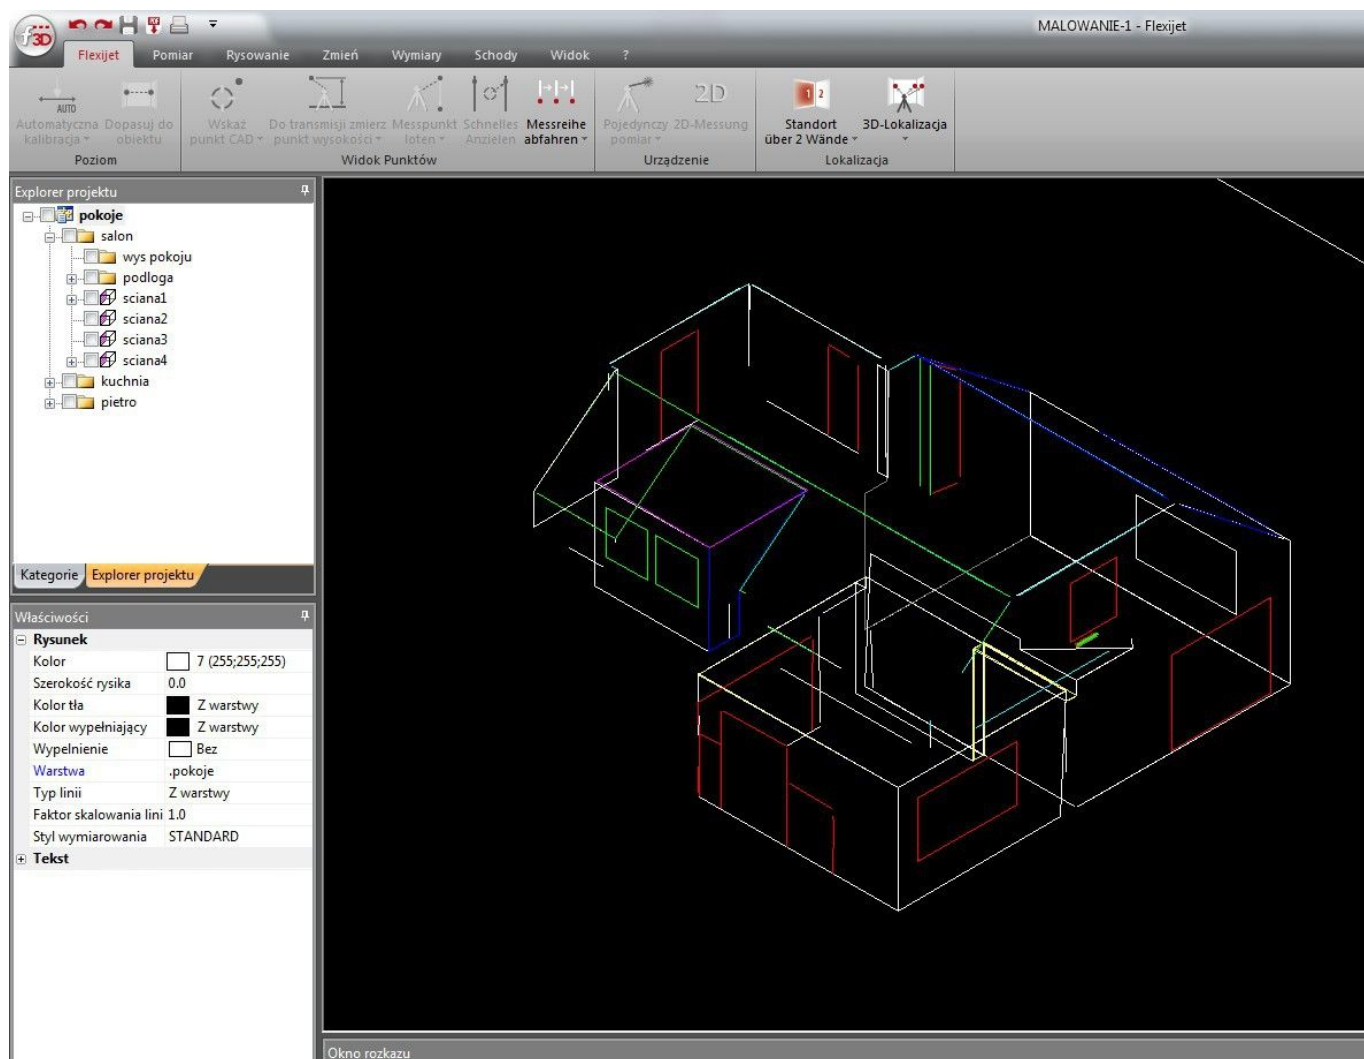 MALOWANIE-1 - Flexijet
f3D
PDF
Flexijet Pomiar Rysowanie Zmień Wymiary Schody Widok ?
AUTO 2D 1 2
Automatyczna kalibracja
Dopasuj do obiektu
Wskaż punkt CAD
Do transmisji zmierz punkt wysokości
Messpunkt loten
Schnelles Anzielen
Messreihe abfahren
Pojedynczy pomiar
2D-Messung
Standort über 2 Wände
3D-Lokalizacja
Poziom Widok Punktów Urządzenie Lokalizacja
Explorer projektu
pokoje
salon
wys pokoju
podloga
sciana1
sciana2
sciana3
sciana4
kuchnia
pietro
Kategorie Explorer projektu
Właściwości
Rysunek
Kolor 7 (255;255;255)
Szerokość rysika 0.0
Kolor tła Z warstwy
Kolor wypełniający Z warstwy
Wypelnienie Bez
Warstwa .pokoje
Typ linii Z warstwy
Faktor skalowania lini 1.0
Styl wymiarowania STANDARD
Tekst
Okno rozkazu